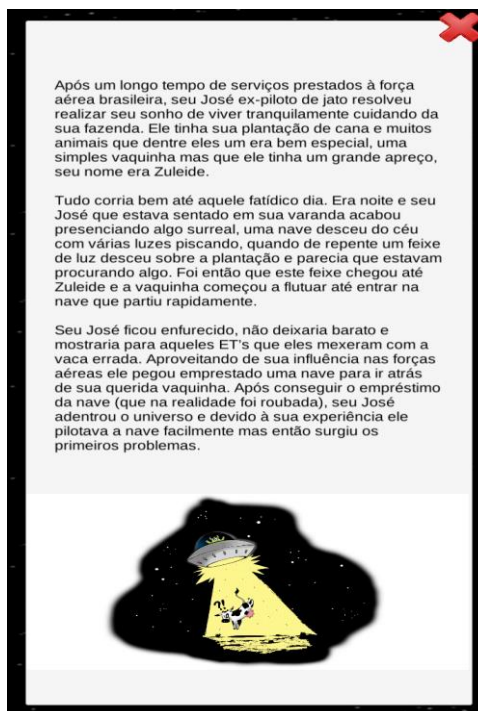 Após um longo tempo de serviços prestados à força
aérea brasileira, seu José ex-piloto de jato resolveu
realizar seu sonho de viver tranquilamente cuidando da
sua fazenda. Ele tinha sua plantação de cana e muitos
animais que dentre eles um era bem especial, uma
simples vaquinha mas que ele tinha um grande apreço,
seu nome era Zuleide.
Tudo corria bem até aquele fatídico dia. Era noite e seu
José que estava sentado em sua varanda acabou
presenciando algo surreal, uma nave desceu do céu
com várias luzes piscando, quando de repente um feixe
de luz desceu sobre a plantação e parecia que estavam
procurando algo. Foi então que este feixe chegou até
Zuleide e a vaquinha começou a flutuar até entrar na
nave que partiu rapidamente.
Seu José ficou enfurecido, não deixaria barato e
mostraria para aqueles ET's que eles mexeram com a
vaca errada. Aproveitando de sua influência nas forças
aéreas ele pegou emprestado uma nave para ir atrás
de sua querida vaquinha. Após conseguir o empréstimo
da nave (que na realidade foi roubada), seu José
adentrou o universo e devido à sua experiência ele
pilotava a nave facilmente mas então surgiu os
primeiros problemas.
?!